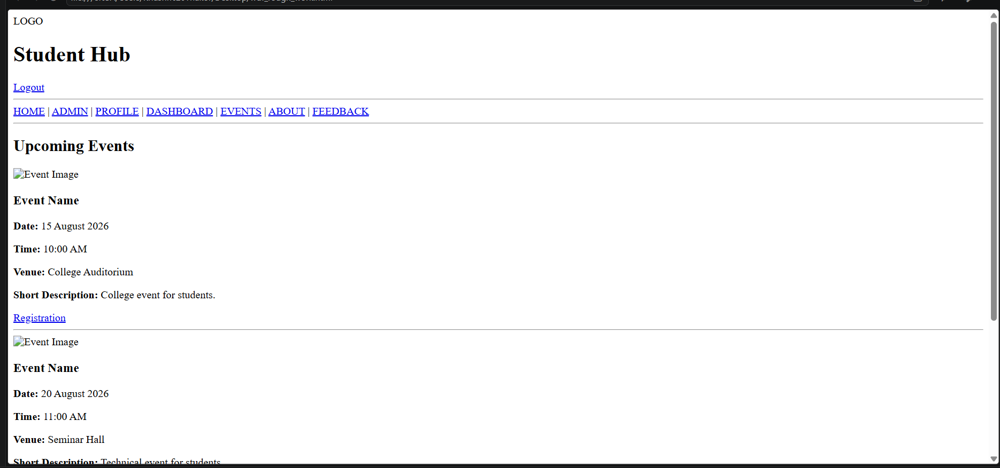 LOGO
Student Hub
Logout
HOME | ADMIN | PROFILE | DASHBOARD | EVENTS | ABOUT | FEEDBACK
Upcoming Events
Event Image
Event Name
Date: 15 August 2026
Time: 10:00 AM
Venue: College Auditorium
Short Description: College event for students.
Registration
Event Image
Event Name
Date: 20 August 2026
Time: 11:00 AM
Venue: Seminar Hall
Short Description: Technical event for students